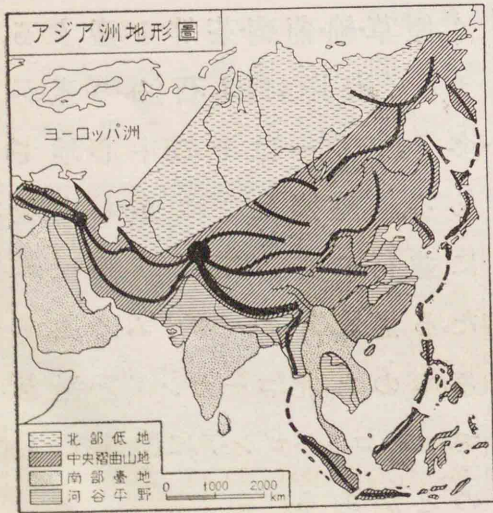 アジア洲地形圖
ヨーロッパ洲
北部低地
中央褶曲山地
南部臺地
河谷平野
0 1000 2000
km